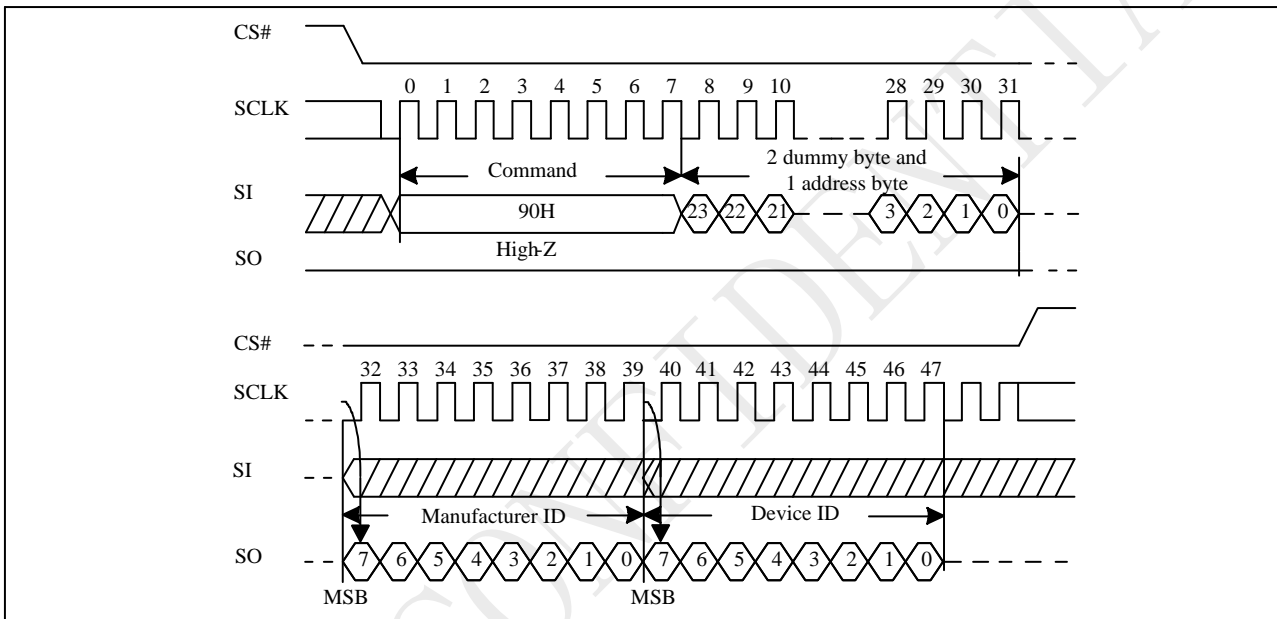 CS#
0 1 2 3 4 5 6 7 8 9 10 28 29 30 31
SCLK
Command
2 dummy byte and
1 address byte
SI
90H
23 22 21 3 2 1 0
High-Z
SO
CS#
32 33 34 35 36 37 38 39 40 41 42 43 44 45 46 47
SCLK
SI
Manufacturer ID
Device ID
SO
7 6 5 4 3 2 1 0 7 6 5 4 3 2 1 0
MSB MSB
CONFIDENTIA